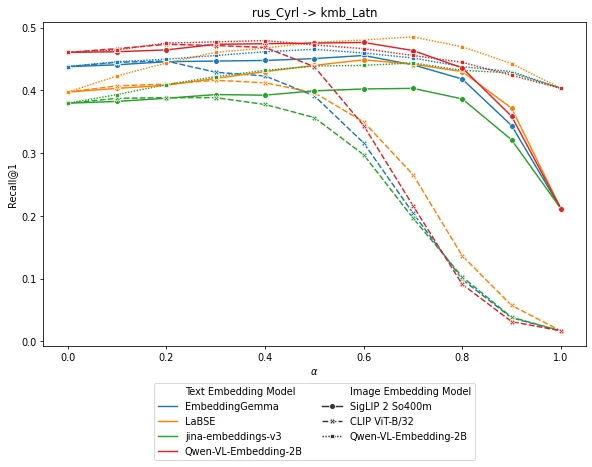 rus_Cyrl -> kmb_Latn
0.5
0.4
0.3
0.2
0.1
0.0
Recall@1
0.0 0.2 0.4 0.6 0.8 1.0
α
Text Embedding Model
EmbeddingGemma
LaBSE
jina-embeddings-v3
Qwen-VL-Embedding-2B
Image Embedding Model
SigLIP 2 So400m
CLIP ViT-B/32
Qwen-VL-Embedding-2B